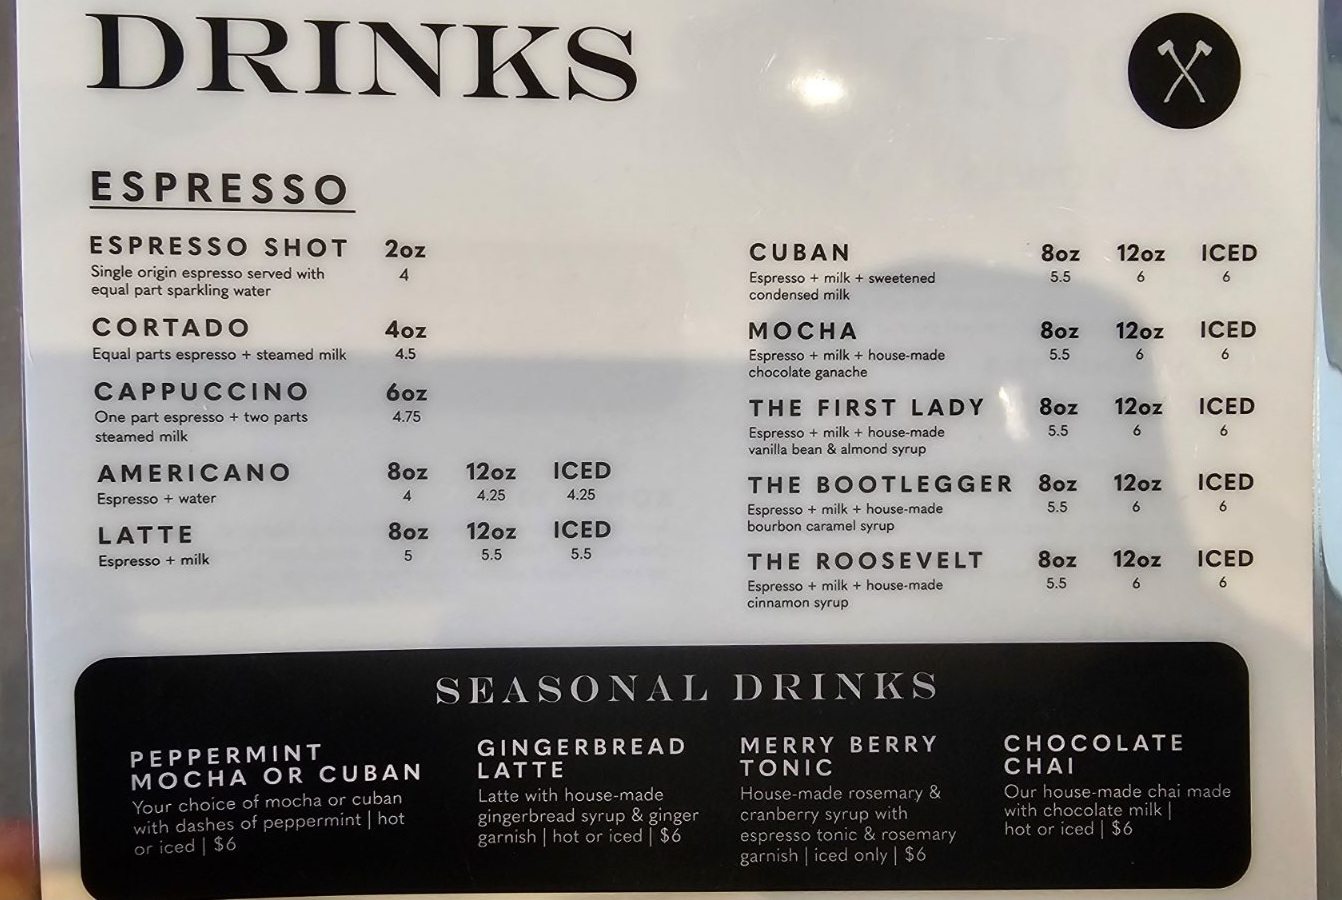 DRINKS
ESPRESSO
ESPRESSO SHOT 2oz
Single origin espresso served with 4
equal part sparkling water
CORTADO 4oz
Equal parts espresso + steamed milk 4.5
CAPPUCCINO 6oz
One part espresso + two parts 4.75
steamed milk
AMERICANO 8oz 12oz ICED
Espresso + water 4 4.25 4.25
LATTE 8oz 12oz ICED
Espresso + milk 5 5.5 5.5
CUBAN 8oz 12oz ICED
Espresso + milk + sweetened 5.5 6 6
condensed milk
MOCHA 8oz 12oz ICED
Espresso + milk + house-made 5.5 6 6
chocolate ganache
THE FIRST LADY 8oz 12oz ICED
Espresso + milk + house-made 5.5 6 6
vanilla bean & almond syrup
THE BOOTLEGGER 8oz 12oz ICED
Espresso + milk + house-made 5.5 6 6
bourbon caramel syrup
THE ROOSEVELT 8oz 12oz ICED
Espresso + milk + house-made 5.5 6 6
cinnamon syrup
SEASONAL DRINKS
PEPPERMINT
MOCHA OR CUBAN
Your choice of mocha or cuban
with dashes of peppermint | hot
or iced | $6
GINGERBREAD
LATTE
Latte with house-made
gingerbread syrup & ginger
garnish | hot or iced | $6
MERRY BERRY
TONIC
House-made rosemary &
cranberry syrup with
espresso tonic & rosemary
garnish | iced only | $6
CHOCOLATE
CHAI
Our house-made chai made
with chocolate milk |
hot or iced | $6